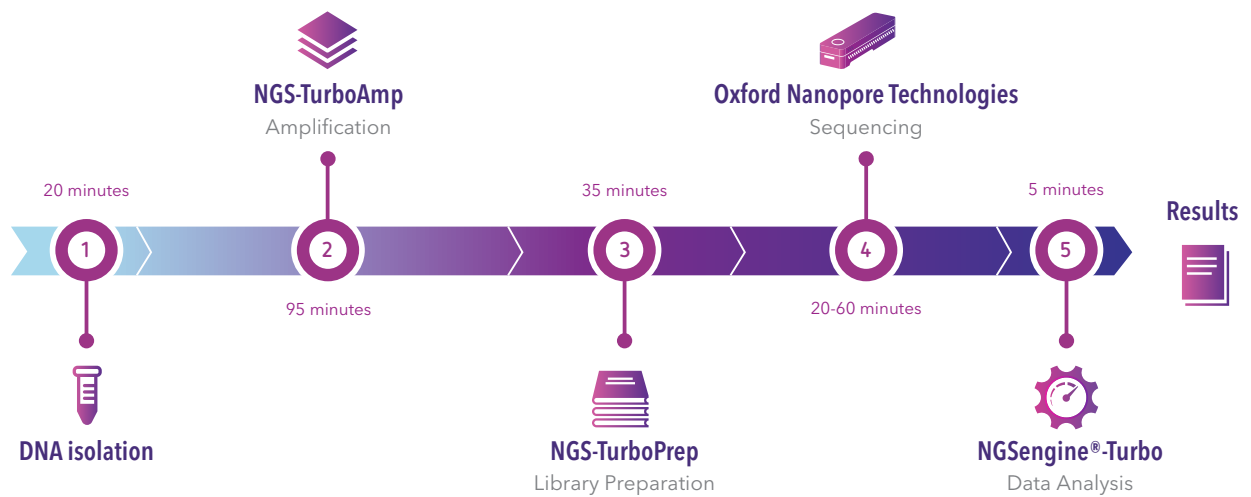 NGS-TurboAmp
Amplification
Oxford Nanopore Technologies
Sequencing
20 minutes
35 minutes
5 minutes
Results
1
2
3
4
5
95 minutes
20-60 minutes
DNA isolation
NGS-TurboPrep
Library Preparation
NGSengine®-Turbo
Data Analysis